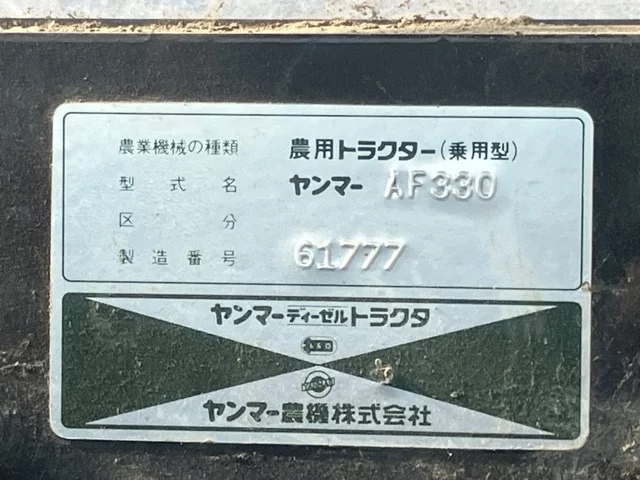 農業機械の種類 農用トラクター(乗用型)
型式名 ヤンマー AF330
区分
製造番号 61777
ヤンマーディーゼルトラクタ
ヤンマー農機株式会社